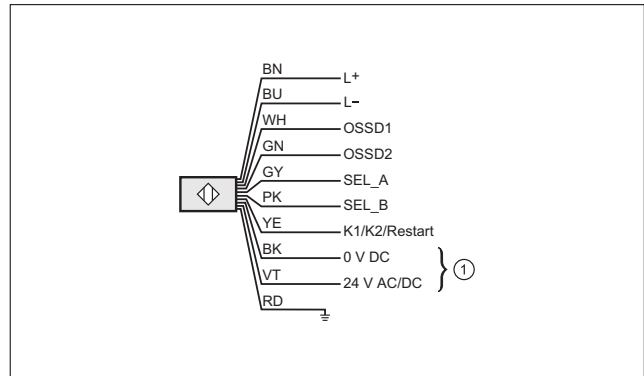 BN L+
BU L–
WH OSSD1
GN OSSD2
GY SEL_A
PK SEL_B
YE K1/K2/Restart
BK 0 V DC
VT 24 V AC/DC
1
RD